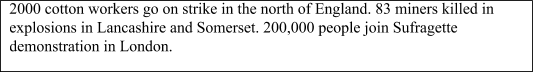 2000 cotton workers go on strike in the north of England. 83 miners killed in
explosions in Lancashire and Somerset. 200,000 people join Sufragette
demonstration in London.